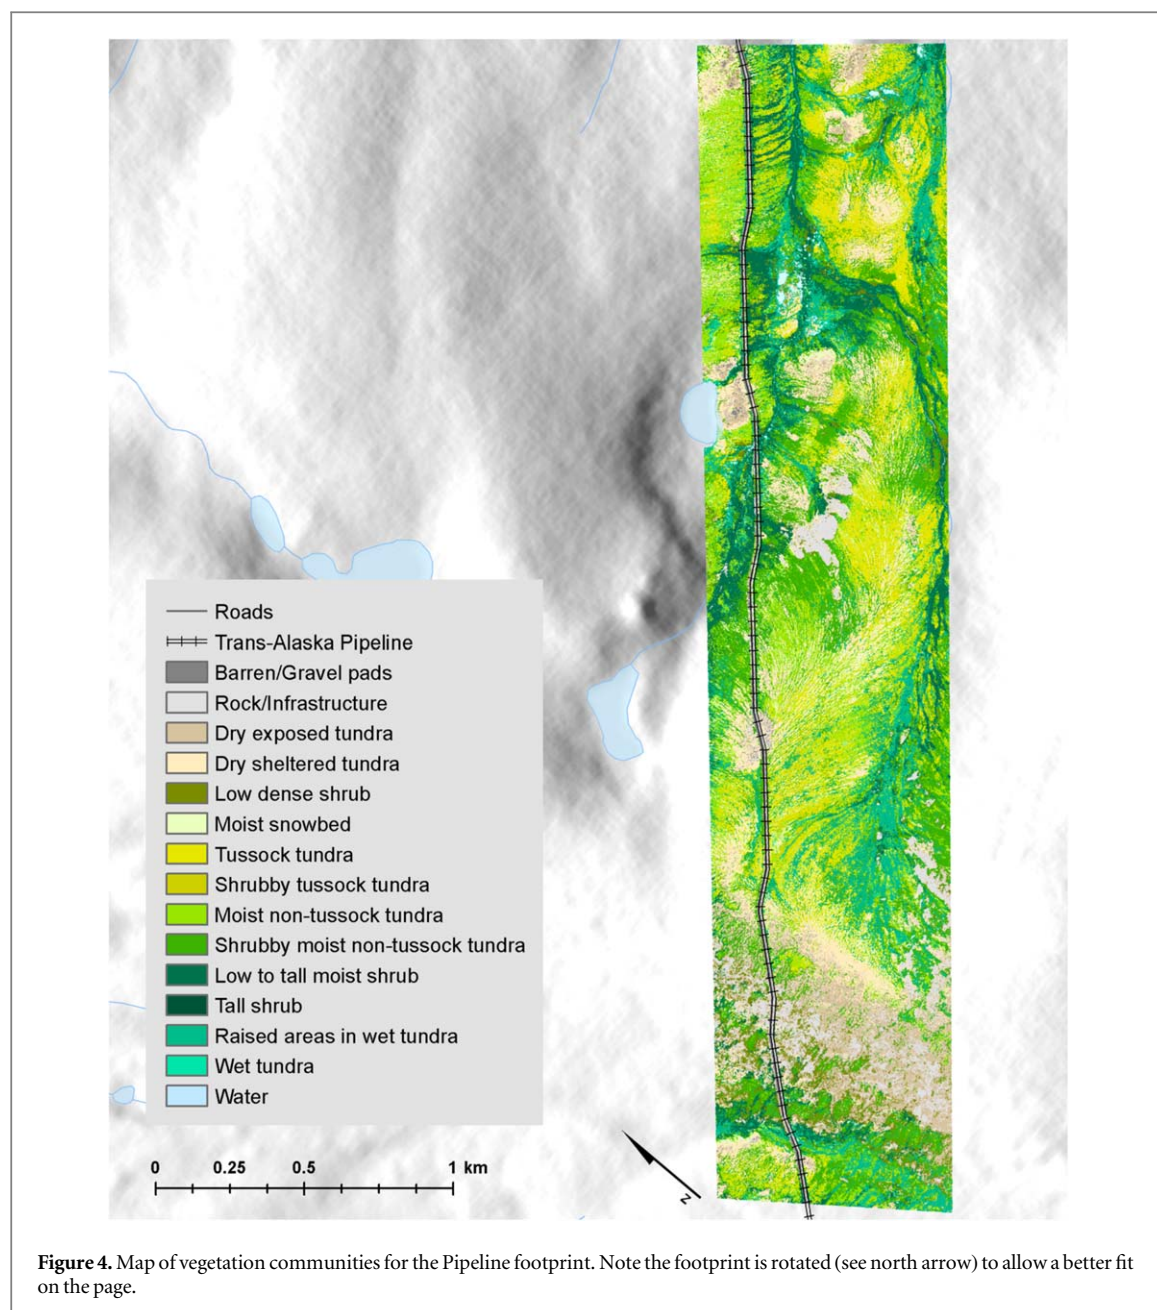 Roads
Trans-Alaska Pipeline
Barren/Gravel pads
Rock/Infrastructure
Dry exposed tundra
Dry sheltered tundra
Low dense shrub
Moist snowbed
Tussock tundra
Shrubby tussock tundra
Moist non-tussock tundra
Shrubby moist non-tussock tundra
Low to tall moist shrub
Tall shrub
Raised areas in wet tundra
Wet tundra
Water
0 0.25 0.5 1 km
N
Figure 4. Map of vegetation communities for the Pipeline footprint. Note the footprint is rotated (see north arrow) to allow a better fit
on the page.